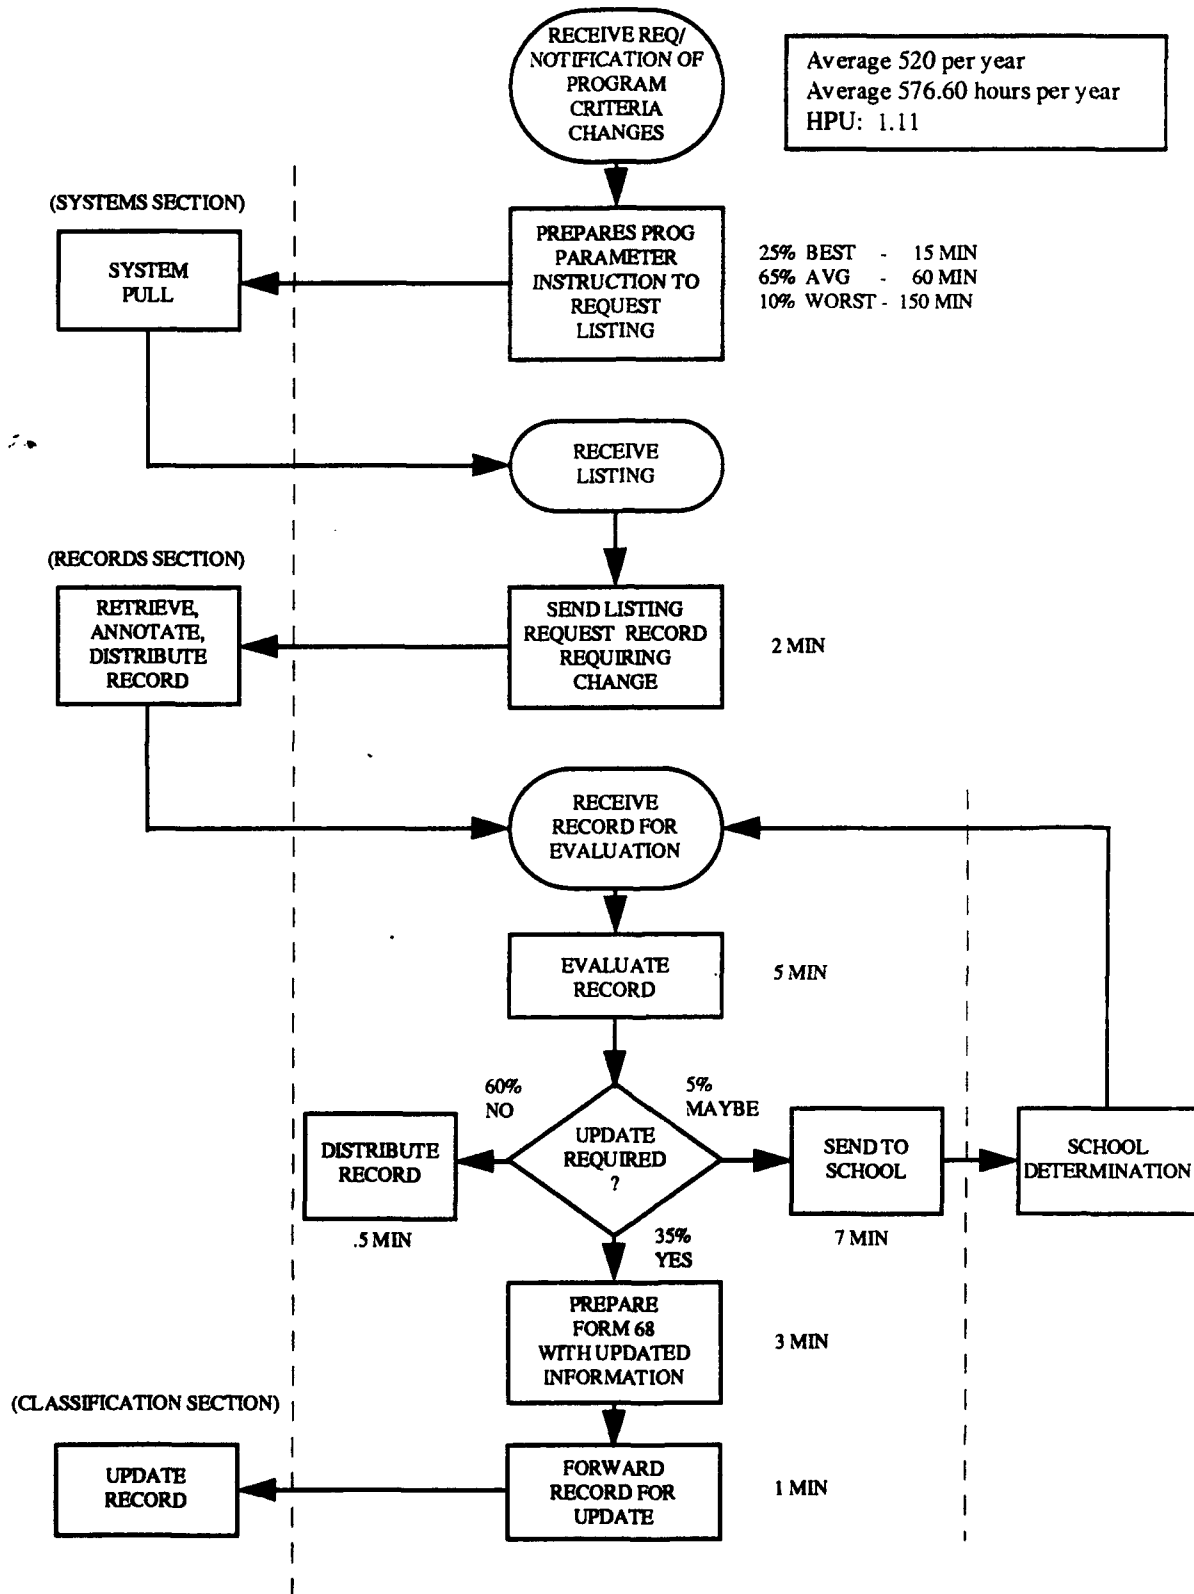 RECEIVE REQ/
NOTIFICATION OF
PROGRAM
CRITERIA
CHANGES
Average 520 per year
Average 576.60 hours per year
HPU: 1.11
(SYSTEMS SECTION)
SYSTEM
PULL
PREPARES PROG
PARAMETER
INSTRUCTION TO
REQUEST
LISTING
25% BEST - 15 MIN
65% AVG - 60 MIN
10% WORST - 150 MIN
RECEIVE
LISTING
(RECORDS SECTION)
RETRIEVE,
ANNOTATE,
DISTRIBUTE
RECORD
SEND LISTING
REQUEST RECORD
REQUIRING
CHANGE
2 MIN
RECEIVE
RECORD FOR
EVALUATION
EVALUATE
RECORD
5 MIN
60%
NO
5%
MAYBE
DISTRIBUTE
RECORD
.5 MIN
UPDATE
REQUIRED
?
SEND TO
SCHOOL
7 MIN
SCHOOL
DETERMINATION
35%
YES
PREPARE
FORM 68
WITH UPDATED
INFORMATION
3 MIN
(CLASSIFICATION SECTION)
UPDATE
RECORD
FORWARD
RECORD FOR
UPDATE
1 MIN